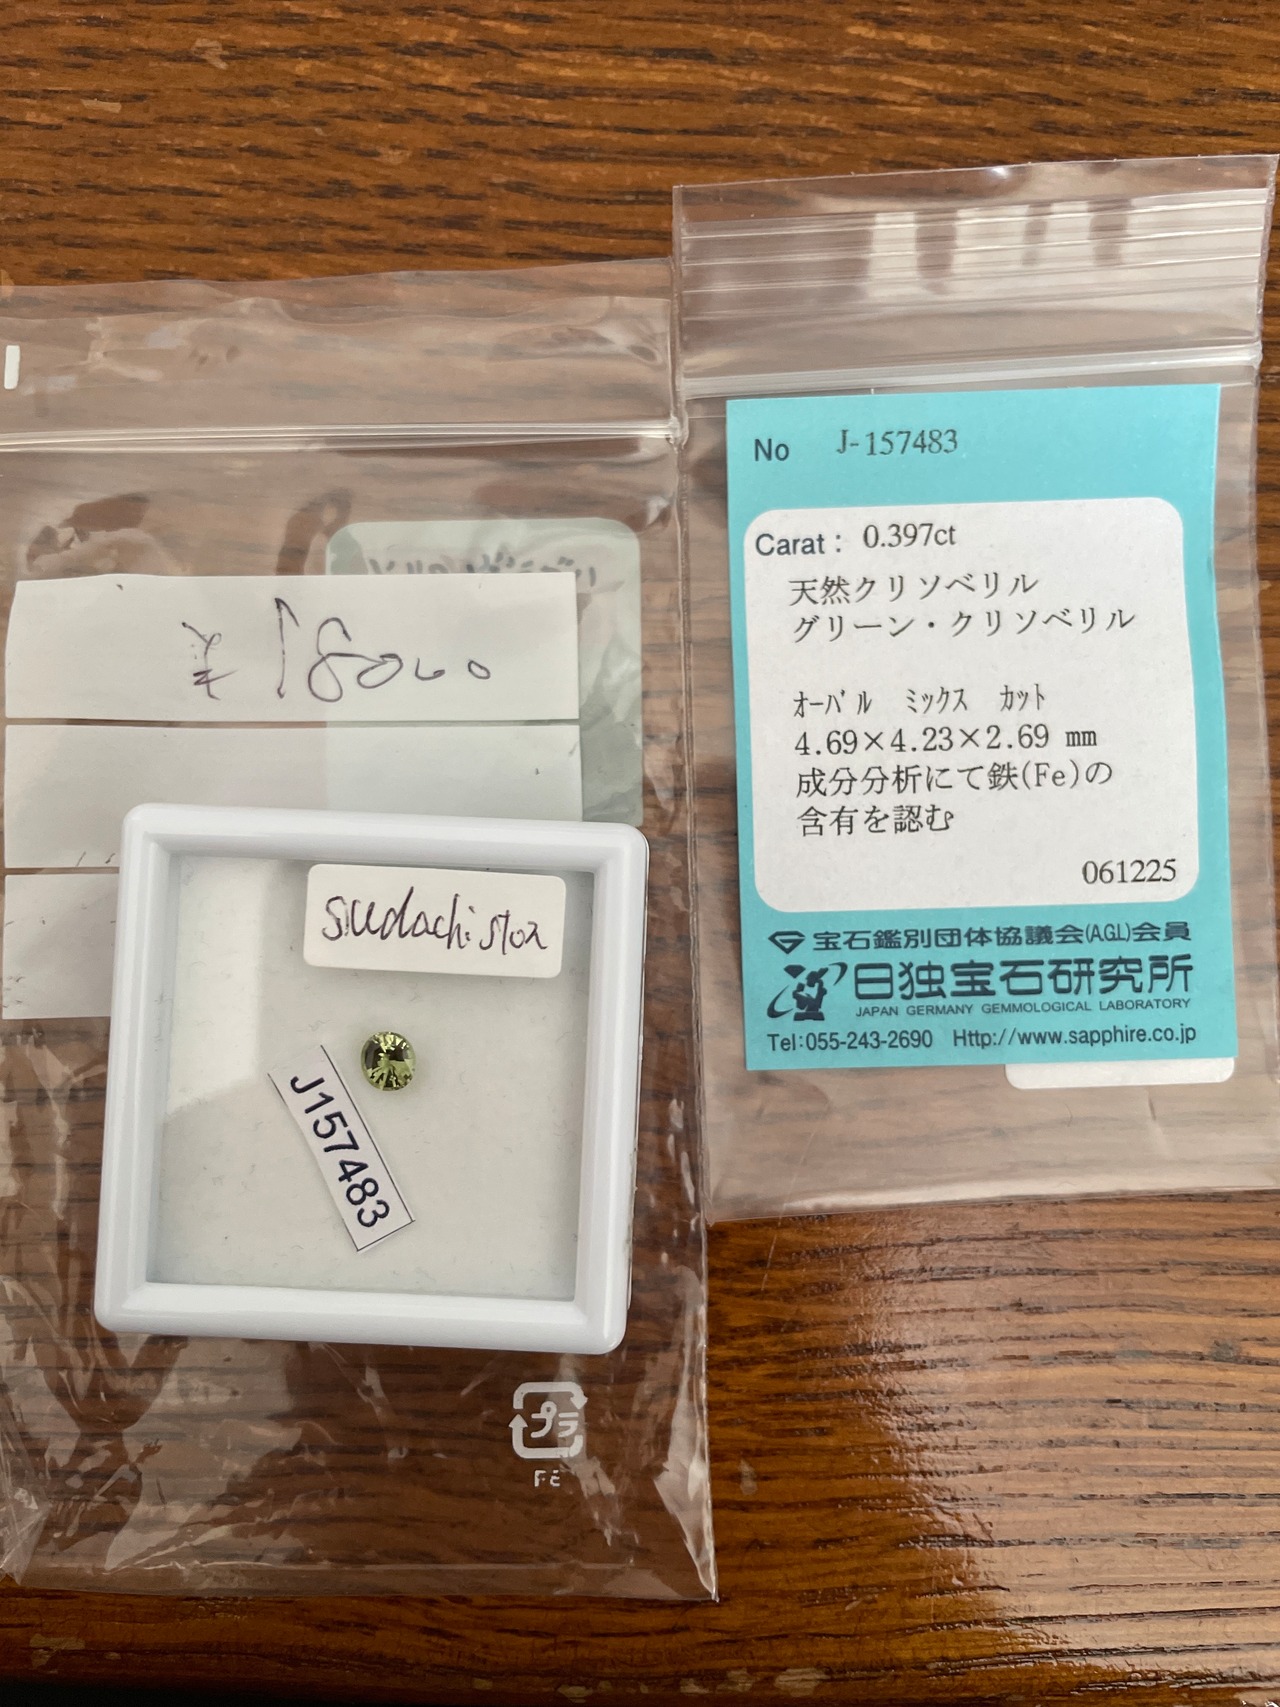 ¥18000
sudachi
J157483
プラ
PE
No J-157483
Carat : 0.397ct
天然クリソベリル
グリーン・クリソベリル
ｵｰﾊﾞﾙ ﾐｯｸｽ ｶｯﾄ
4.69×4.23×2.69 mm
成分分析にて鉄(Fe)の
含有を認む
061225
宝石鑑別団体協議会(A.G.L)会員
日独宝石研究所
JAPAN GERMANY GEMMOLOGICAL LABORATORY
Tel:055-243-2690 Http://www.sapphire.co.jp